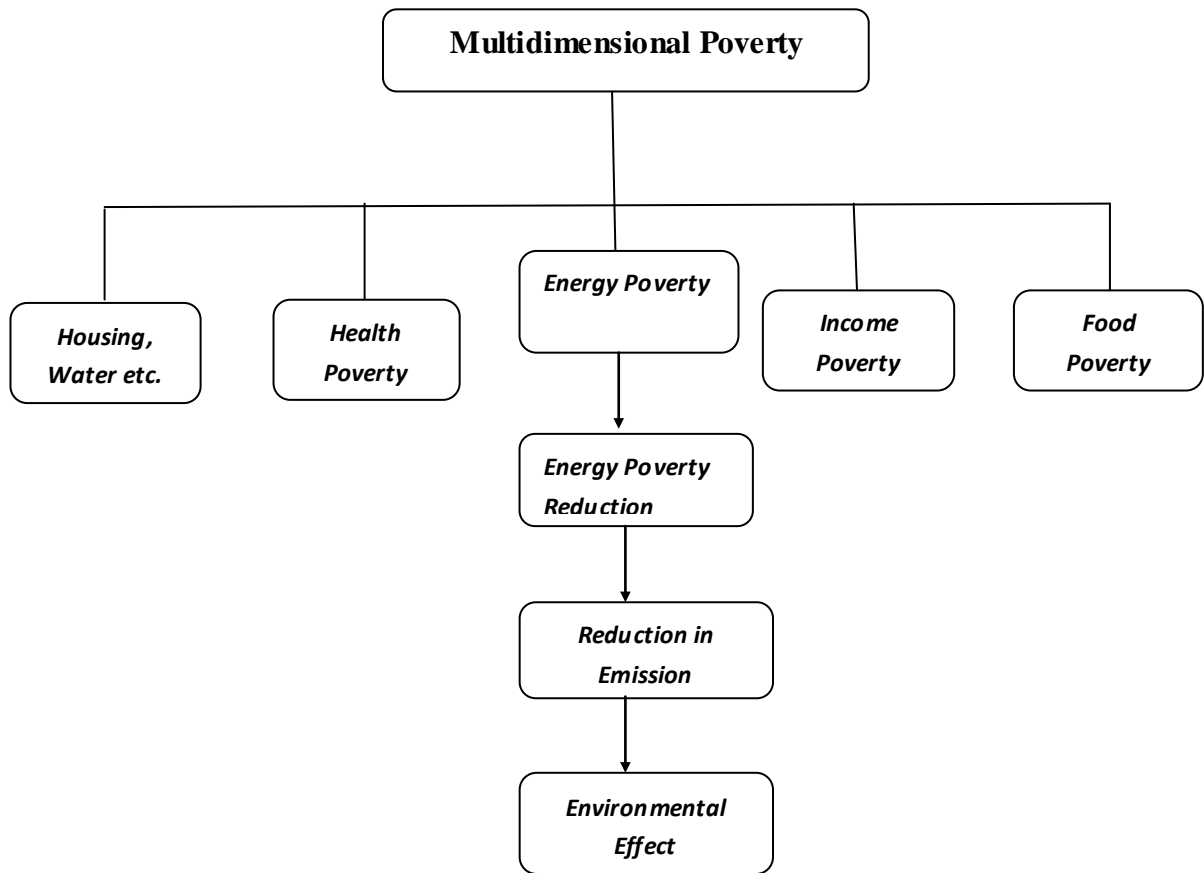 Multidimensional Poverty
Energy Poverty
Housing,
Water etc.
Health
Poverty
Income
Poverty
Food
Poverty
Energy Poverty
Reduction
Reduction in
Emission
Environmental
Effect